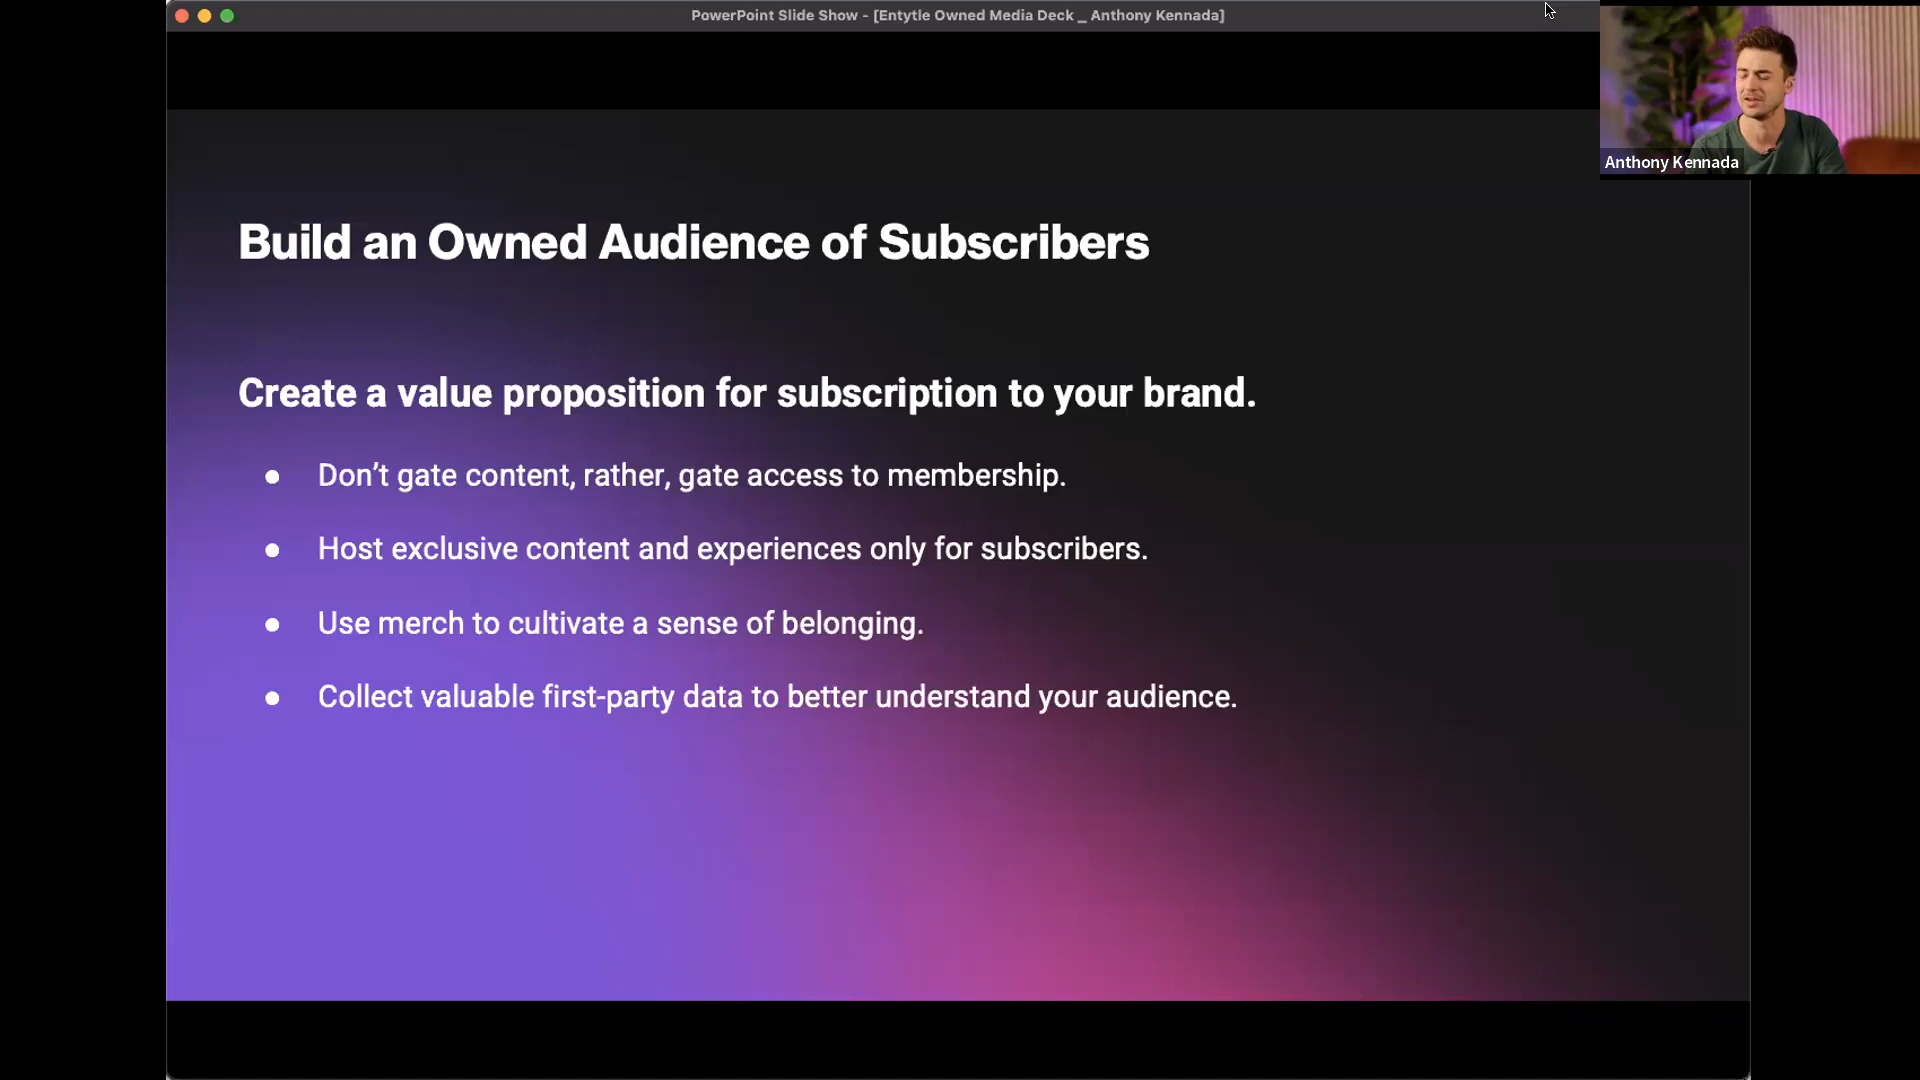 PowerPoint Slide Show - [Entytle Owned Media Deck _ Anthony Kennada]
Anthony Kennada
Build an Owned Audience of Subscribers
Create a value proposition for subscription to your brand.
● Don’t gate content, rather, gate access to membership.
● Host exclusive content and experiences only for subscribers.
● Use merch to cultivate a sense of belonging.
● Collect valuable first-party data to better understand your audience.